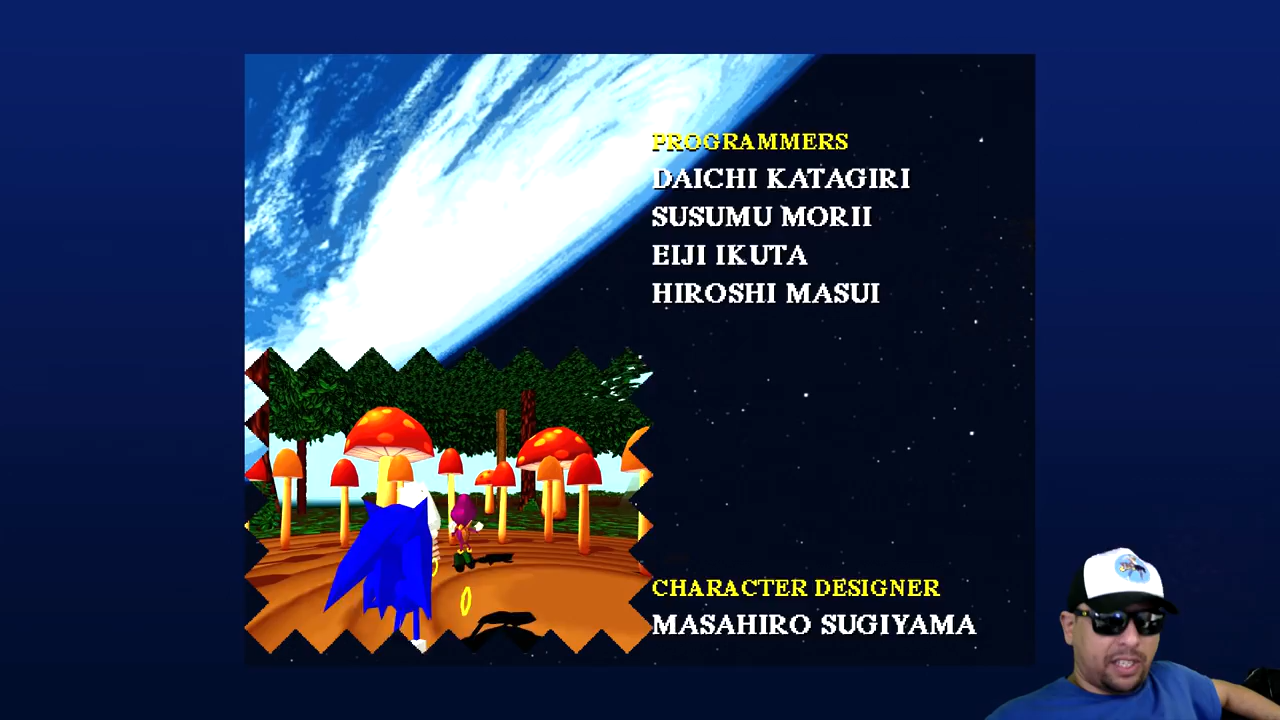 PROGRAMMERS
DAICHI KATAGIRI
SUSUMU MORII
EIJI IKUTA
HIROSHI MASUI
CHARACTER DESIGNER
MASAHIRO SUGIYAMA